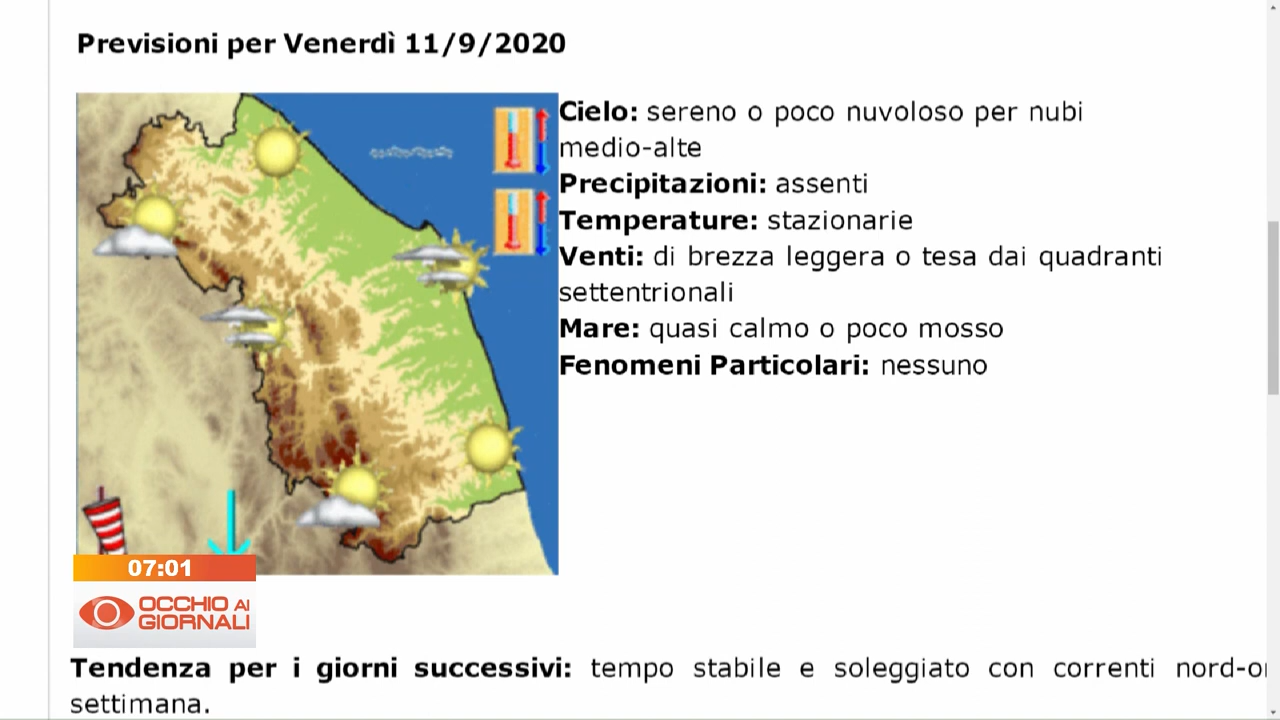 Previsioni per Venerdì 11/9/2020
Cielo: sereno o poco nuvoloso per nubi
medio-alte
Precipitazioni: assenti
Temperature: stazionarie
Venti: di brezza leggera o tesa dai quadranti
settentrionali
Mare: quasi calmo o poco mosso
Fenomeni Particolari: nessuno
07:01
OCCHIO AI
GIORNALI
Tendenza per i giorni successivi: tempo stabile e soleggiato con correnti
settimana.